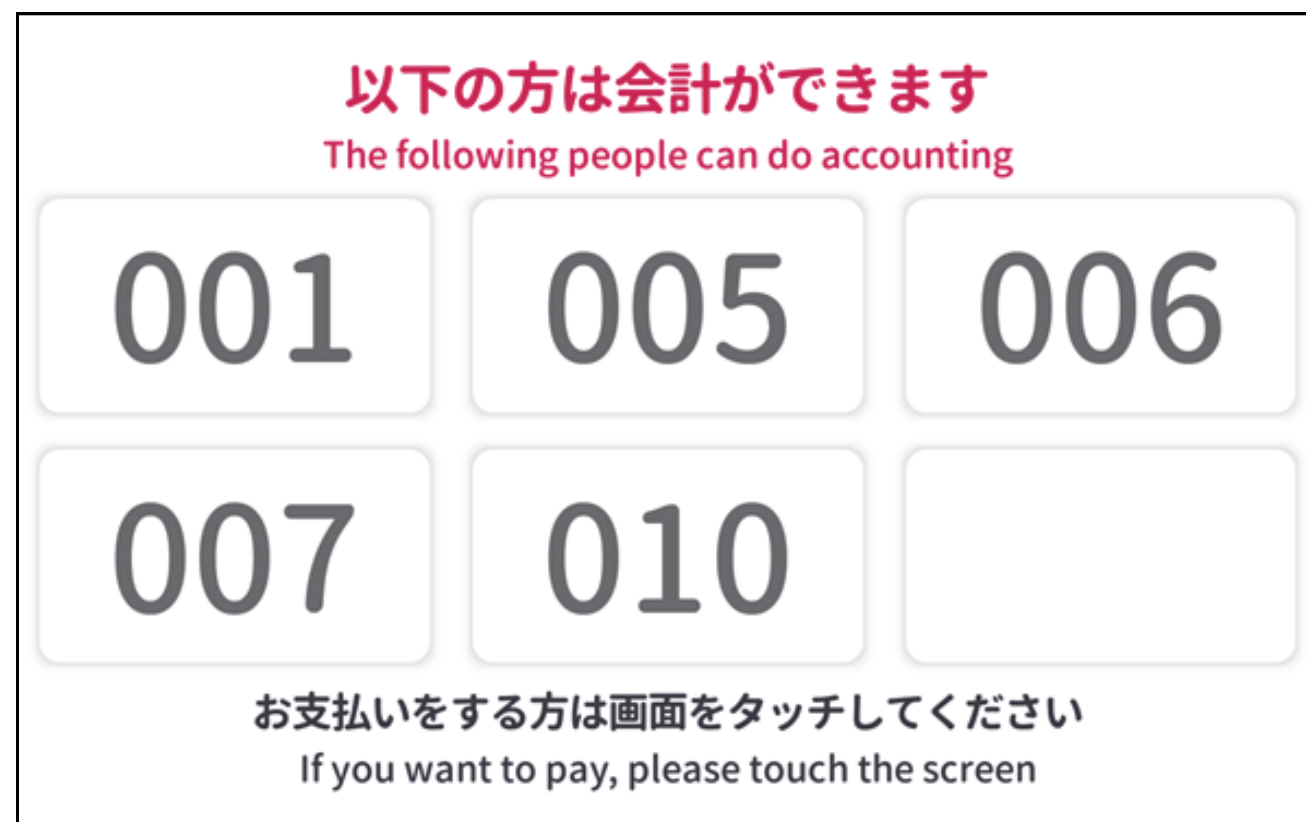 以下の方は会計ができます
The following people can do accounting
001 005 006
007 010
お支払いをする方は画面をタッチしてください
If you want to pay, please touch the screen